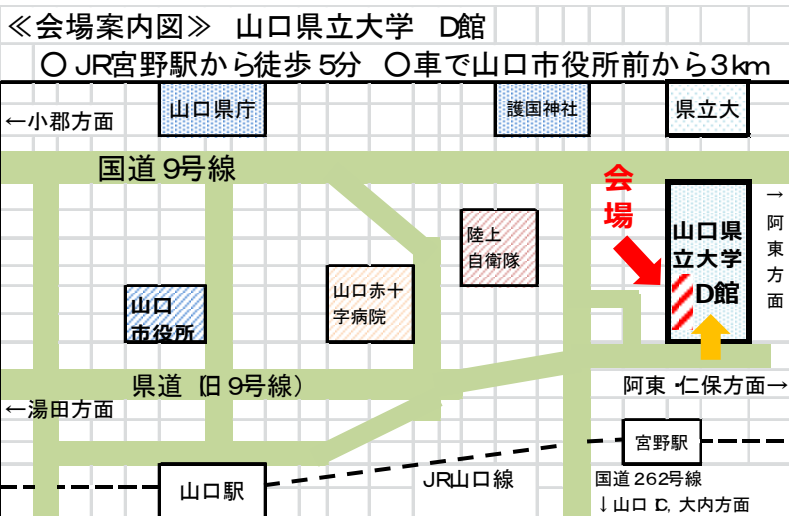 ≪会場案内図≫ 山口県立大学 D館
○ JR宮野駅から徒歩5分 ○車で山口市役所前から3km
山口県庁
護国神社
県立大
←小郡方面
国道9号線
会
場
→
阿
東
方
面
山口県
立大学
D館
陸上
自衛隊
山口赤十
字病院
山口
市役所
県道(旧9号線)
阿東・仁保方面→
←湯田方面
宮野駅
JR山口線
山口駅
国道262号線
↓山口IC, 大内方面